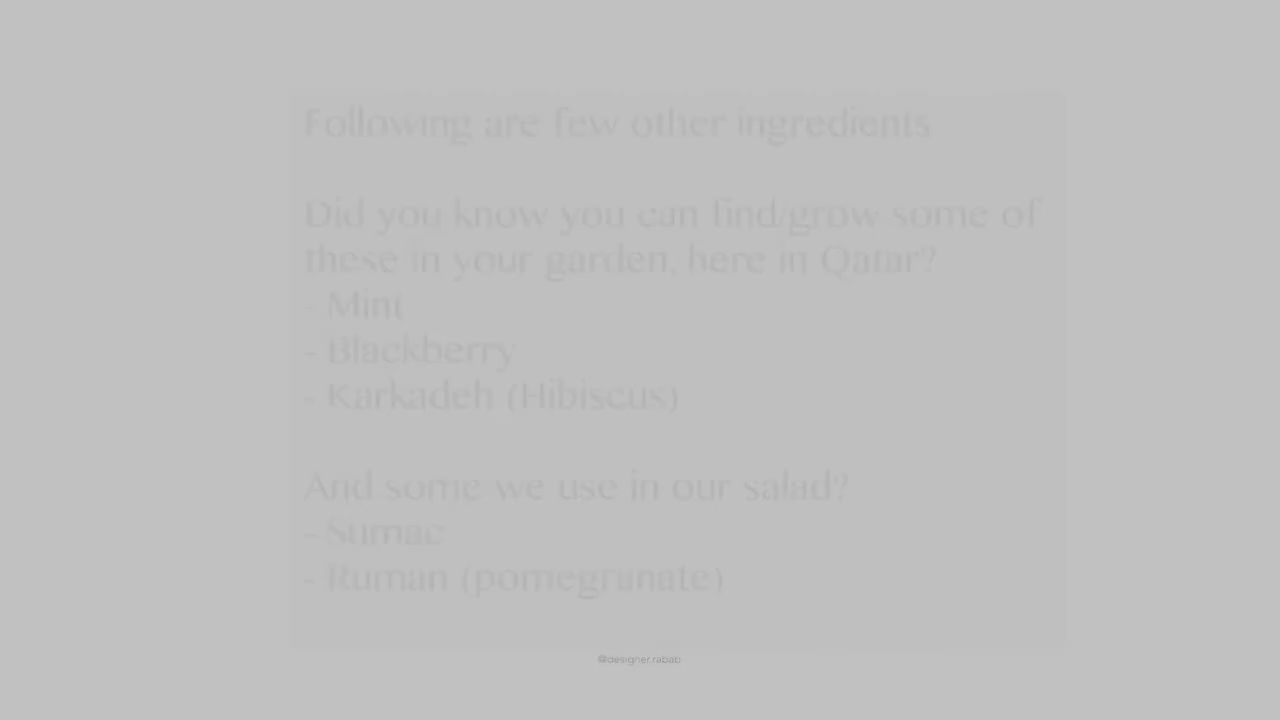 Following are few other ingredients
Did you know you can find/grow some of
these in your garden, here in Qatar?
- Mint
- Blackberry
- Karkadeh (Hibiscus)
And some we use in our salad?
- Sumac
- Ruman (pomegranate)
@designer.rabab